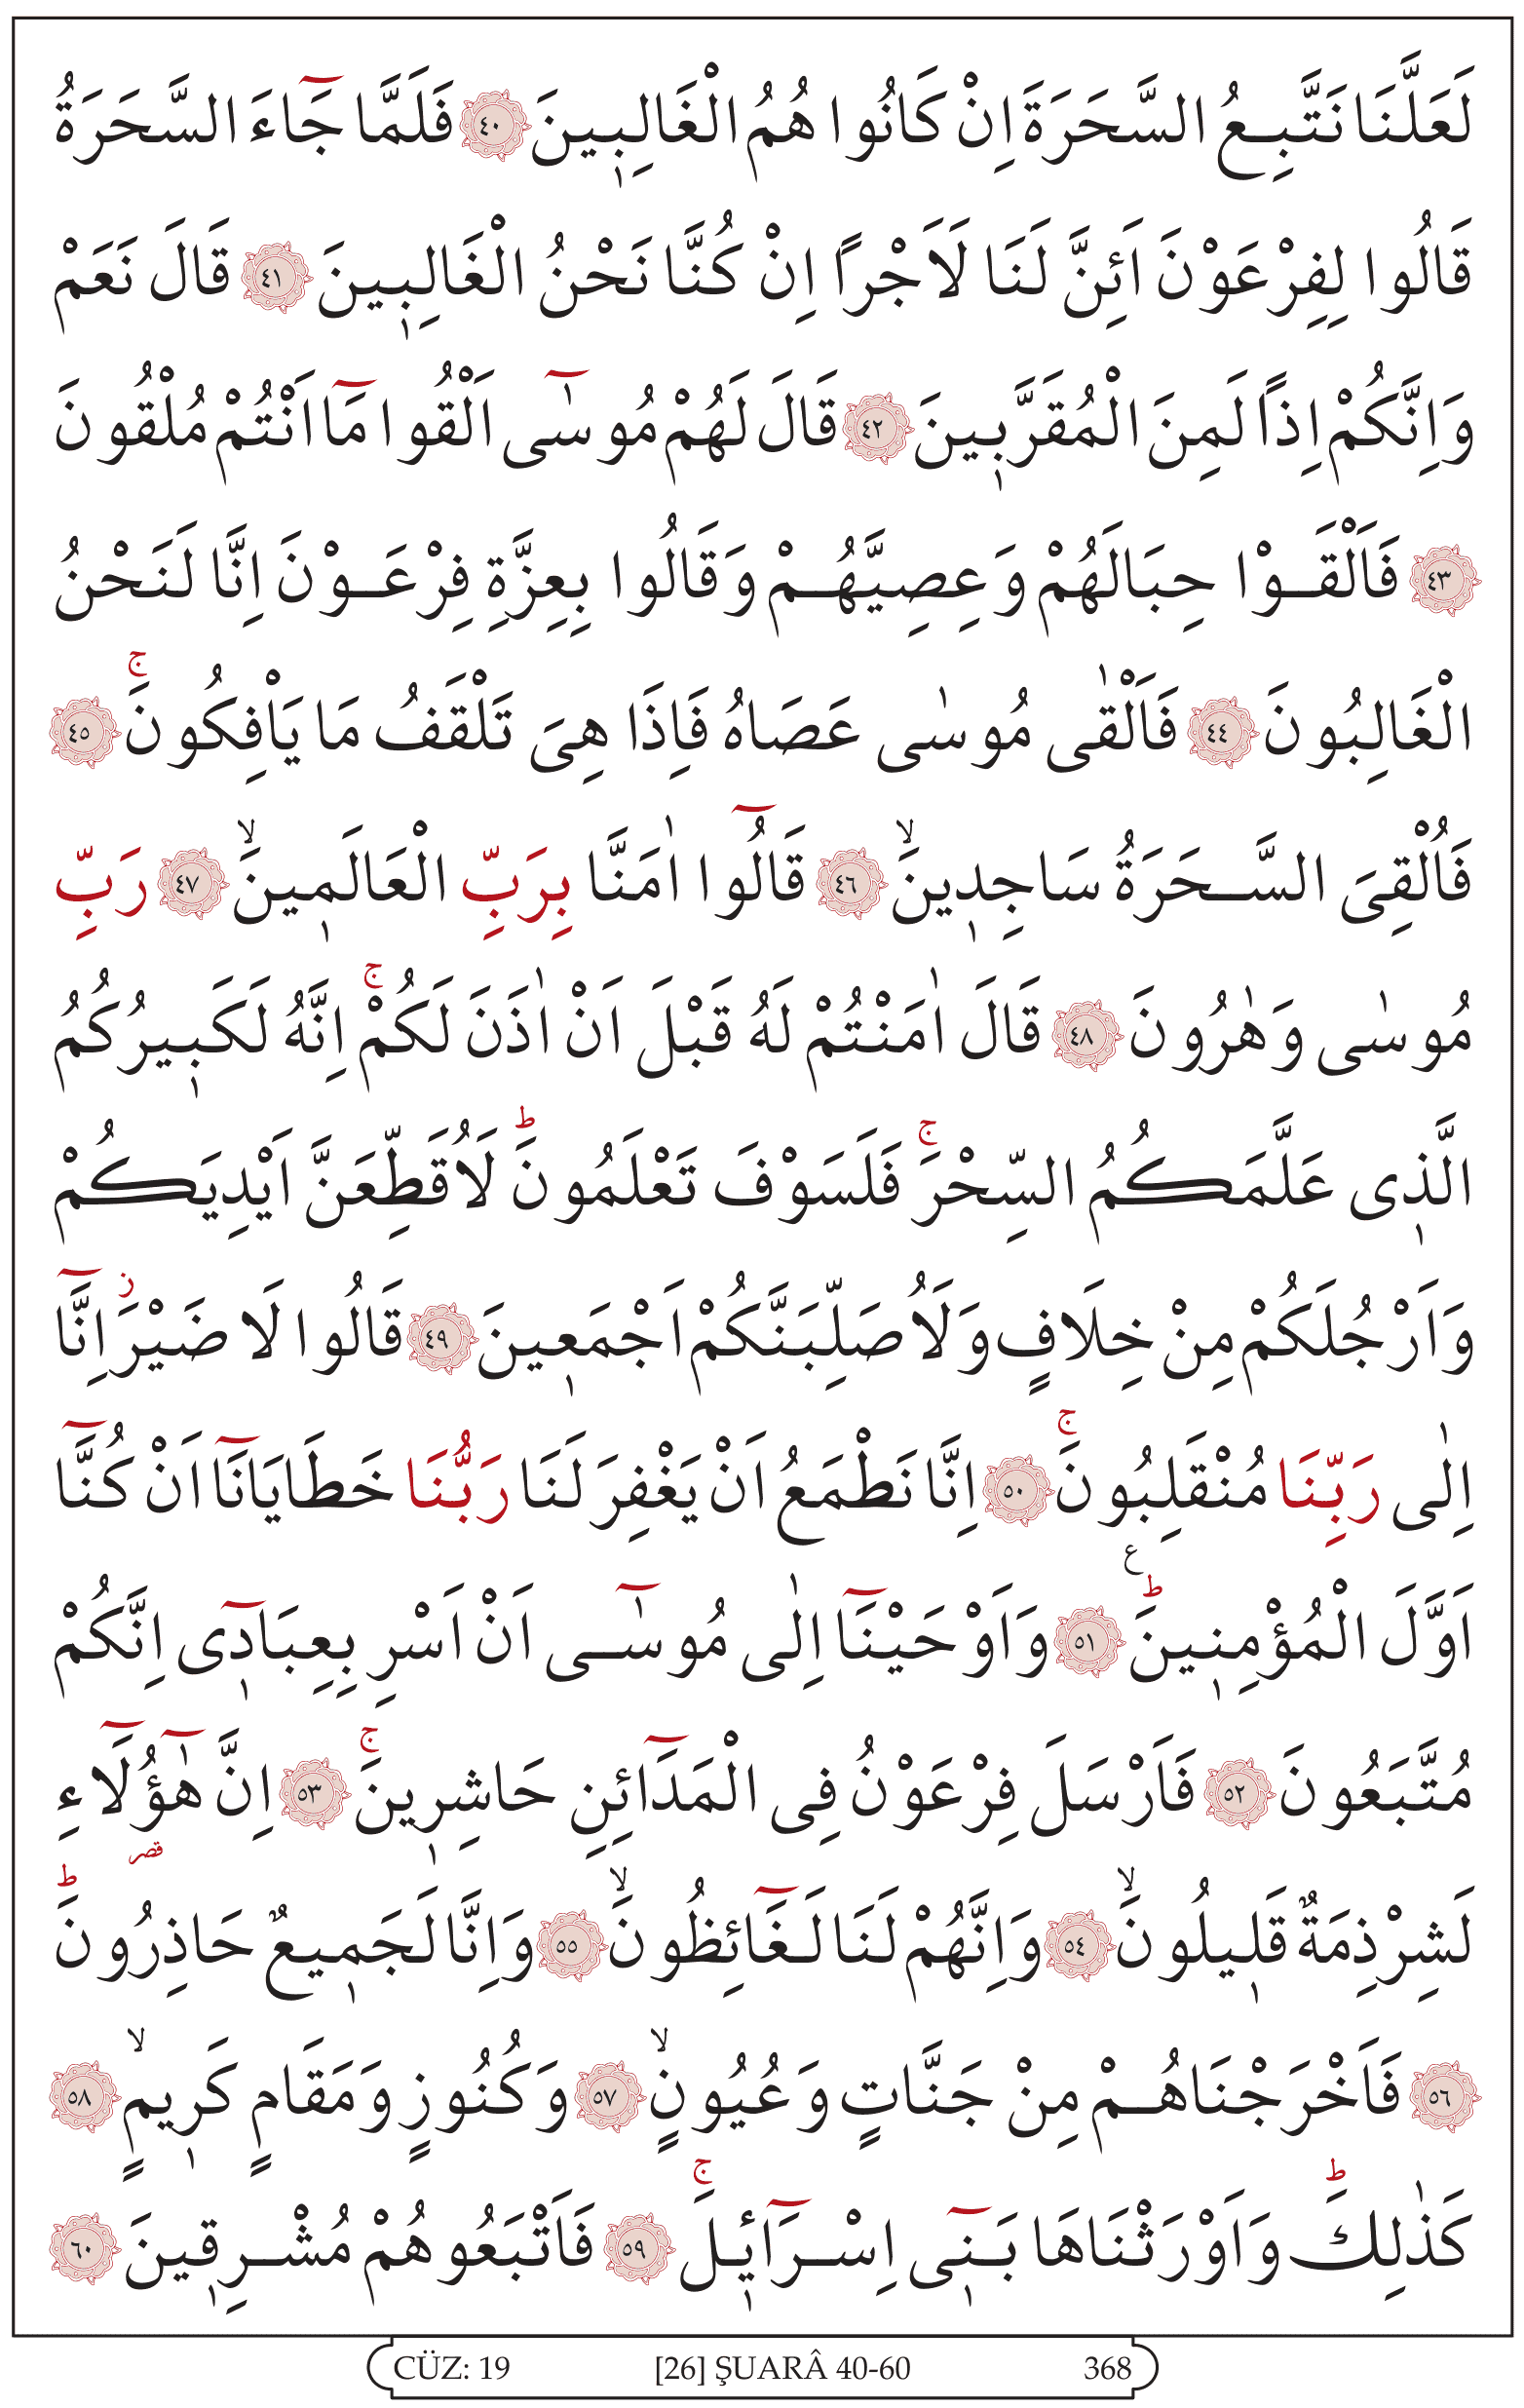 لَعَلَّنَا نَتَّبِعُ السَّحَرَةَ اِنْ كَانُوا هُمُ الْغَالِبٖينَ ﴿٤٠﴾ فَلَمَّا جَٓاءَ السَّحَرَةُ
قَالُوا لِفِرْعَوْنَ اَئِنَّ لَنَا لَاَجْراً اِنْ كُنَّا نَحْنُ الْغَالِبٖينَ ﴿٤١﴾ قَالَ نَعَمْ
وَاِنَّكُمْ اِذاً لَمِنَ الْمُقَرَّبٖينَ ﴿٤٢﴾ قَالَ لَهُمْ مُوسٰٓى اَلْقُوا مَٓا اَنْتُمْ مُلْقُونَ
﴿٤٣﴾ فَاَلْقَوْا حِبَالَهُمْ وَعِصِيَّهُمْ وَقَالُوا بِعِزَّةِ فِرْعَوْنَ اِنَّا لَنَحْنُ
الْغَالِبُونَ ﴿٤٤﴾ فَاَلْقٰى مُوسٰى عَصَاهُ فَاِذَا هِىَ تَلْقَفُ مَا يَاْفِكُونَۚ ﴿٤٥﴾
فَاُلْقِىَ السَّحَرَةُ سَاجِدٖينَۙ ﴿٤٦﴾ قَالُٓوا اٰمَنَّا بِرَبِّ الْعَالَمٖينَۙ ﴿٤٧﴾ رَبِّ
مُوسٰى وَهٰرُونَ ﴿٤٨﴾ قَالَ اٰمَنْتُمْ لَهُ قَبْلَ اَنْ اٰذَنَ لَكُمْۚ اِنَّهُ لَكَبٖيرُكُمُ
الَّذٖى عَلَّمَكُمُ السِّحْرَۚ فَلَسَوْفَ تَعْلَمُونَؕ لَاُقَطِّعَنَّ اَيْدِيَكُمْ
وَاَرْجُلَكُمْ مِنْ خِلَافٍ وَلَاُصَلِّبَنَّكُمْ اَجْمَعٖينَ ﴿٤٩﴾ قَالُوا لَا ضَيْرَؗ اِنَّٓا
اِلٰى رَبِّنَا مُنْقَلِبُونَۚ ﴿٥٠﴾ اِنَّا نَطْمَعُ اَنْ يَغْفِرَ لَنَا رَبُّنَا خَطَايَانَٓا اَنْ كُنَّٓا
اَوَّلَ الْمُؤْمِنٖينَؕ ع ﴿٥١﴾ وَاَوْحَيْنَٓا اِلٰى مُوسٰٓى اَنْ اَسْرِ بِعِبَادٖٓى اِنَّكُمْ
مُتَّبَعُونَ ﴿٥٢﴾ فَاَرْسَلَ فِرْعَوْنُ فِى الْمَدَٓائِنِ حَاشِرٖينَۚ ﴿٥٣﴾ اِنَّ هٰٓؤُلَٓاءِ
لَشِرْذِمَةٌ قَلٖيلُونَۙ ﴿٥٤﴾ وَاِنَّهُمْ لَنَا لَغَٓائِظُونَۙ ﴿٥٥﴾ وَاِنَّا لَجَمٖيعٌ حَاذِرُونَؕ قصر
﴿٥٦﴾ فَاَخْرَجْنَاهُمْ مِنْ جَنَّاتٍ وَعُيُونٍۙ ﴿٥٧﴾ وَكُنُوزٍ وَمَقَامٍ كَرٖيمٍۙ ﴿٥٨﴾
كَذٰلِكَؕ وَاَوْرَثْنَاهَا بَنٖٓى اِسْرَٓائٖلَۚ ﴿٥٩﴾ فَاَتْبَعُوهُمْ مُشْرِقٖينَ ﴿٦٠﴾
CÜZ: 19 [26] ŞUARÂ 40-60 368